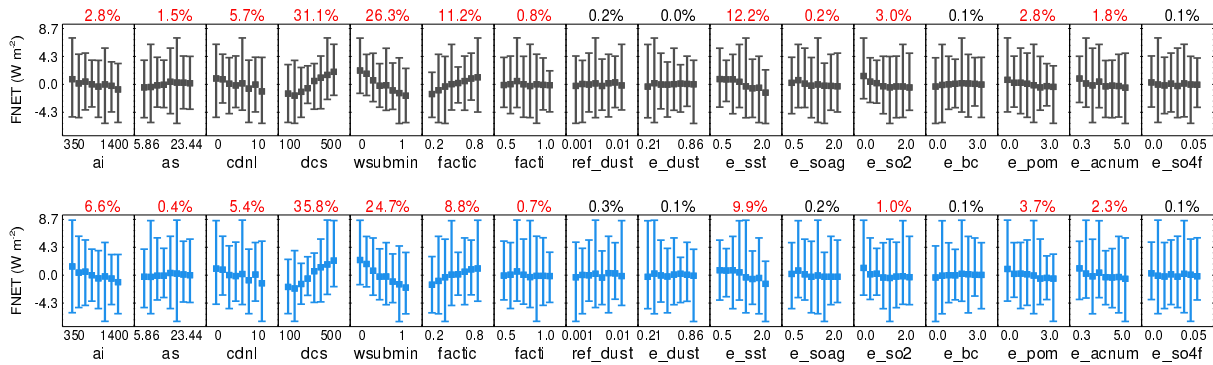 2.8% 1.5% 5.7% 31.1% 26.3% 11.2% 0.8% 0.2% 0.0% 12.2% 0.2% 3.0% 0.1% 2.8% 1.8% 0.1%
8.7
4.3
0.0
-4.3
FNET (W m⁻²)
350 1400 5.86 23.44 0 10 100 500 0 1 0.2 0.8 0.5 1.0 0.001 0.01 0.21 0.86 0.5 2.0 0.5 2.0 0.0 2.0 0.0 3.0 0.0 3.0 0.3 5.0 0.0 0.05
ai as cdnl dcs wsubmin factic facti ref_dust e_dust e_sst e_soag e_so2 e_bc e_pom e_acnum e_so4f
6.6% 0.4% 5.4% 35.8% 24.7% 8.8% 0.7% 0.3% 0.1% 9.9% 0.2% 1.0% 0.1% 3.7% 2.3% 0.1%
8.7
4.3
0.0
-4.3
FNET (W m⁻²)
350 1400 5.86 23.44 0 10 100 500 0 1 0.2 0.8 0.5 1.0 0.001 0.01 0.21 0.86 0.5 2.0 0.5 2.0 0.0 2.0 0.0 3.0 0.0 3.0 0.3 5.0 0.0 0.05
ai as cdnl dcs wsubmin factic facti ref_dust e_dust e_sst e_soag e_so2 e_bc e_pom e_acnum e_so4f